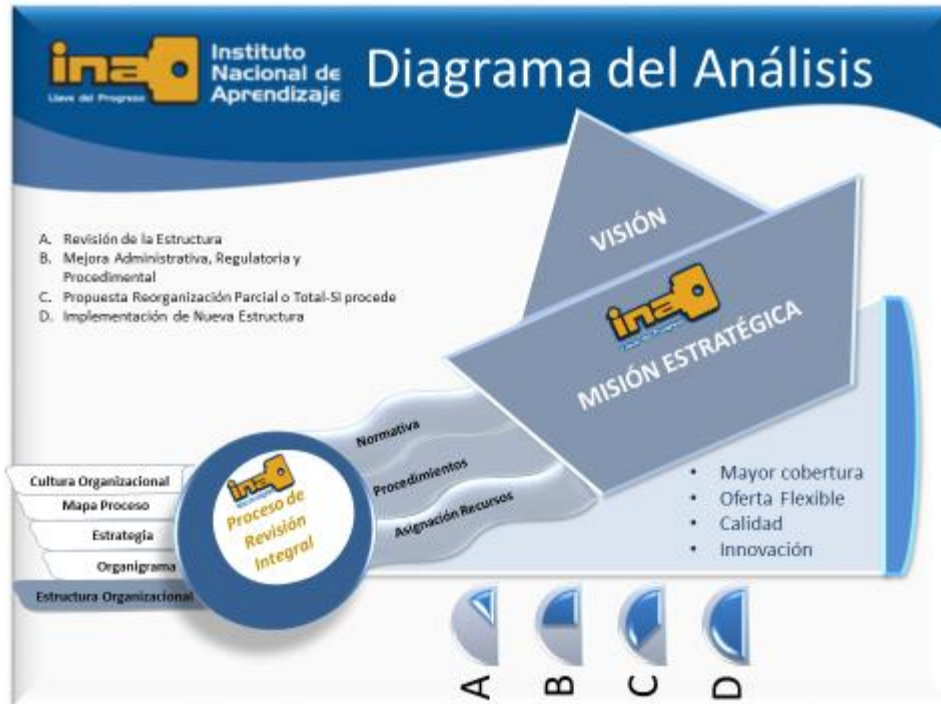 ina
Llave del Progreso
Instituto
Nacional de
Aprendizaje
Diagrama del Análisis
A. Revisión de la Estructura
B. Mejora Administrativa, Regulatoria y
Procedimental
C. Propuesta Reorganización Parcial o Total-Si procede
D. Implementación de Nueva Estructura
VISIÓN
ina
MISIÓN ESTRATÉGICA
Normativa
Procedimientos
Asignación Recursos
Cultura Organizacional
Mapa Proceso
Estrategia
Organigrama
Estructura Organizacional
ina
Proceso de
Revisión
Integral
• Mayor cobertura
• Oferta Flexible
• Calidad
• Innovación
A
B
C
D